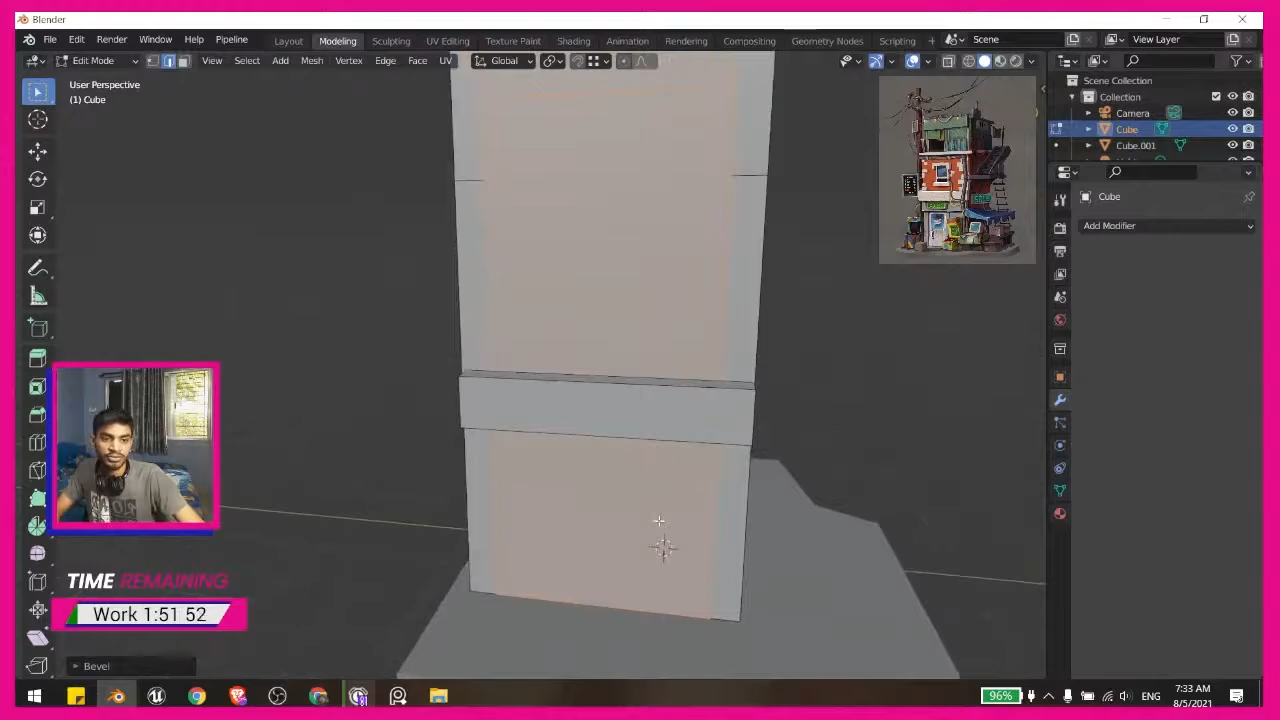 Blender
File Edit Render Window Help Pipeline
Layout Modeling Sculpting UV Editing Texture Paint Shading Animation Rendering Compositing Geometry Nodes Scripting + Scene View Layer
Edit Mode View Select Add Mesh Vertex Edge Face UV Global
User Perspective
(1) Cube
Scene Collection
Collection
Camera
Cube
Cube.001
Cube
Add Modifier
TIME REMAINING
Work 1:51 52
Bevel
96%
ENG
7:33 AM
8/5/2021